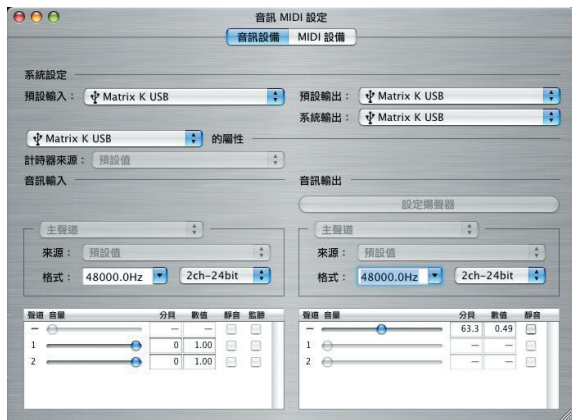 音訊 MIDI 設定
音訊設備 MIDI 設備
系統設定
預設輸入： Matrix K USB
預設輸出： Matrix K USB
系統輸出： Matrix K USB
Matrix K USB 的屬性
計時器來源： 預設值
音訊輸入
主聲道
來源： 預設值
格式： 48000.0Hz 2ch-24bit
聲道 音量 分貝 數值 靜音 監聽
— — —
1 0 1.00
2 0 1.00
音訊輸出
設定揚聲器
主聲道
來源： 預設值
格式： 48000.0Hz 2ch-24bit
聲道 音量 分貝 數值 靜音
— 63.3 0.49
1 — —
2 — —